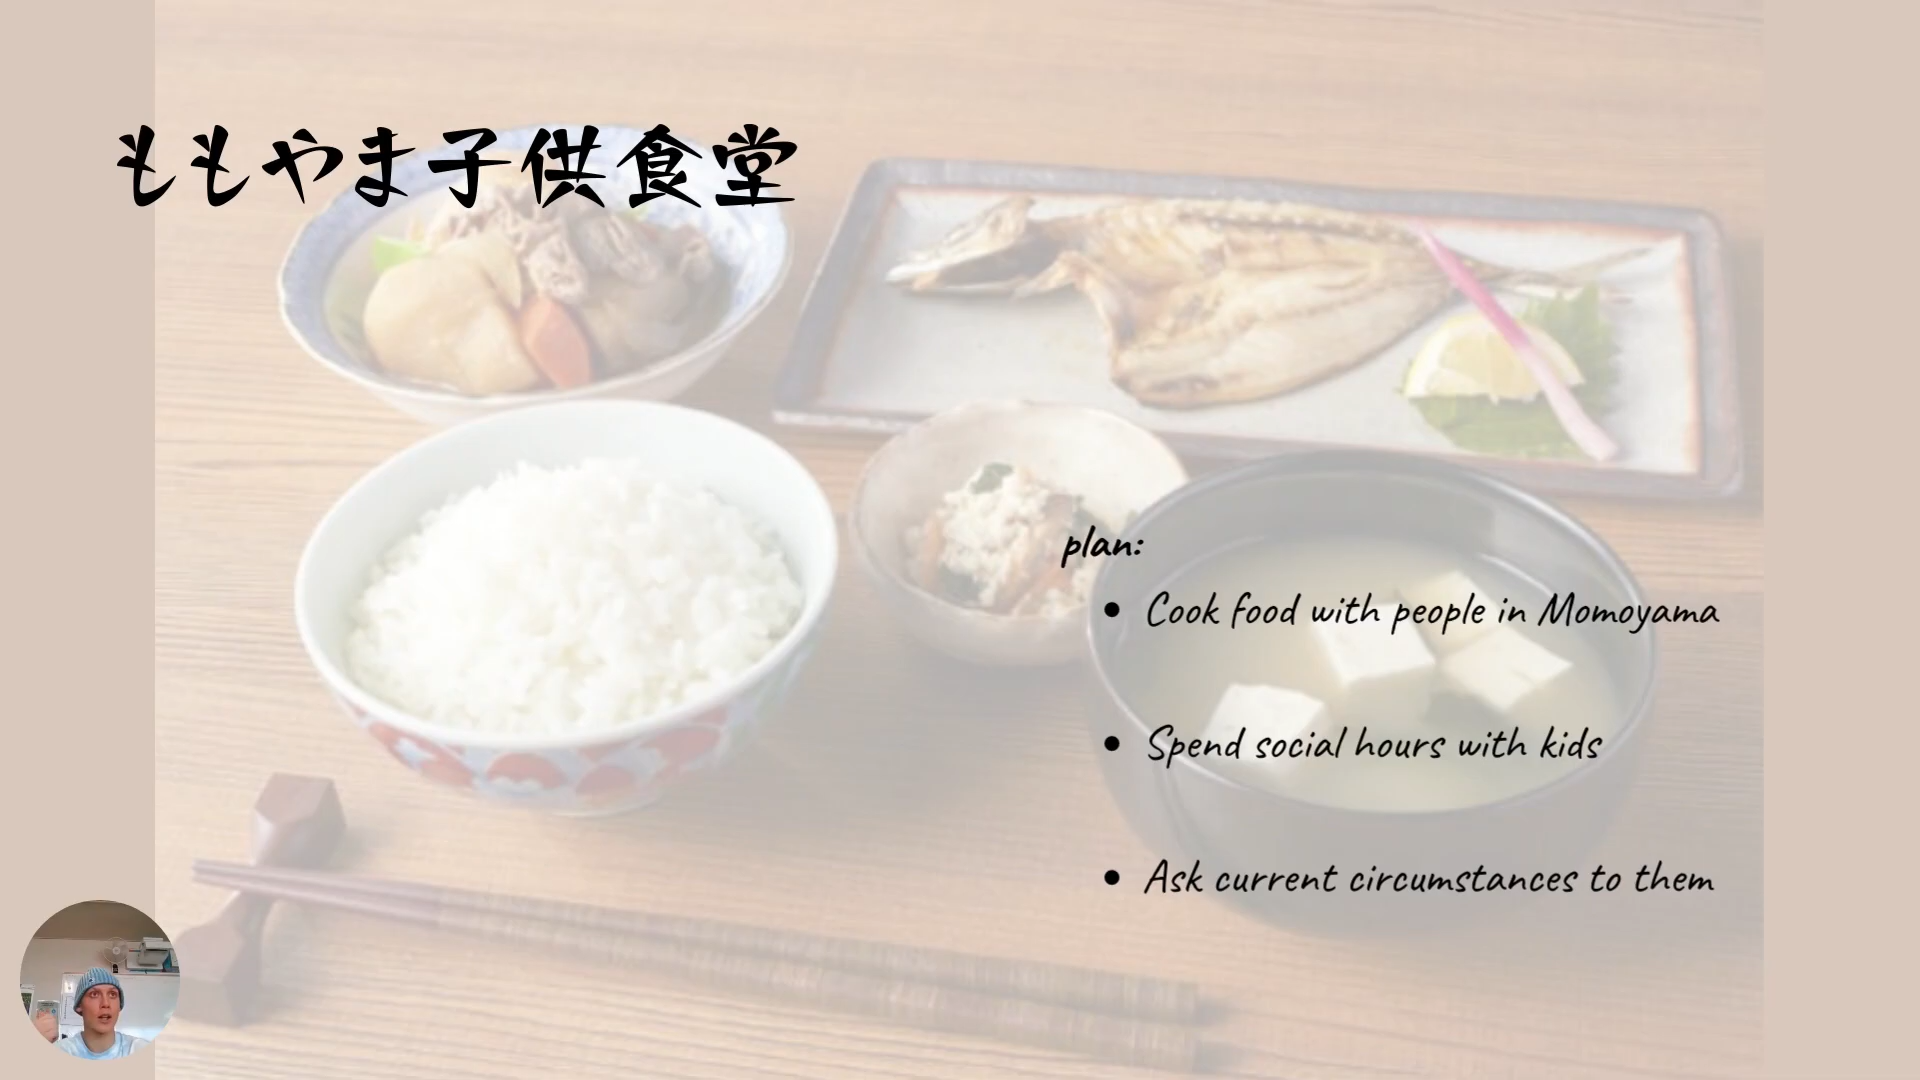 ももやま子供食堂
plan:
• Cook food with people in Momoyama
• Spend social hours with kids
• Ask current circumstances to them